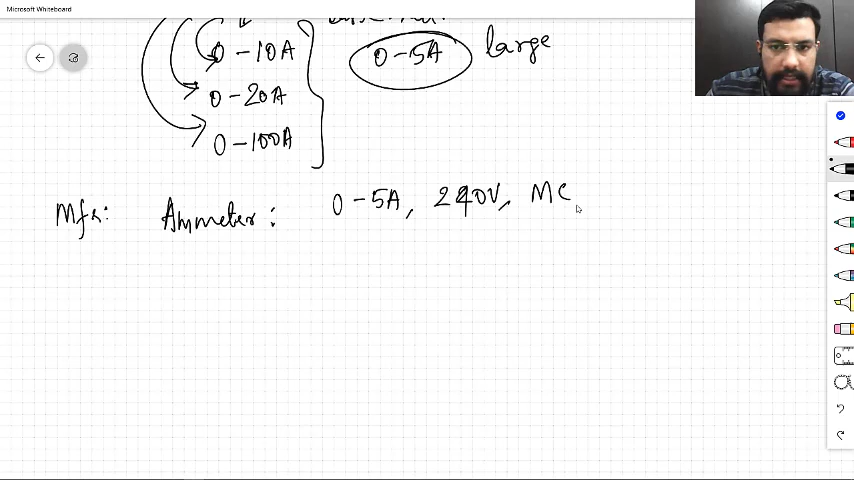 Microsoft Whiteboard
0 - 10A
0 - 5A large
0 - 20A
0 - 100A
Mfr: Ammeter: 0 - 5A, 240V, MC